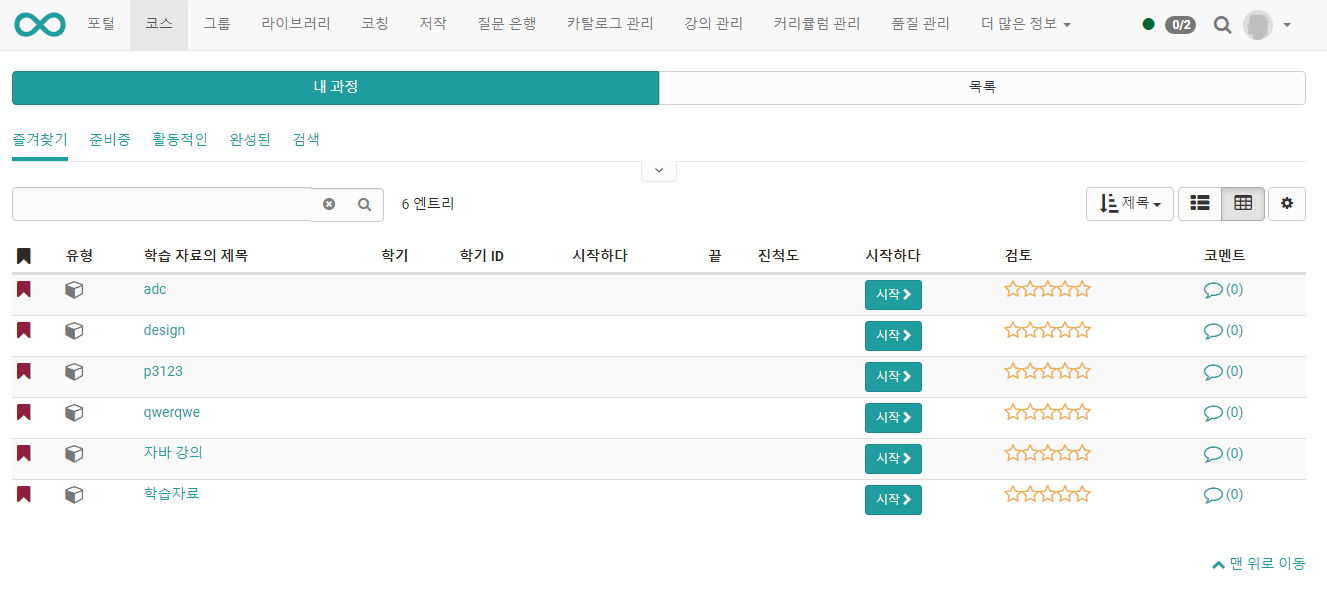 포털 코스 그룹 라이브러리 코칭 저작 질문 은행 카탈로그 관리 강의 관리 커리큘럼 관리 품질 관리 더 많은 정보 0/2
내 과정 목록
즐겨찾기 준비중 활동적인 완성된 검색
6 엔트리 제목
유형 학습 자료의 제목 학기 학기 ID 시작하다 끝 진척도 시작하다 검토 코멘트
adc 시작 (0)
design 시작 (0)
p3123 시작 (0)
qwerqwe 시작 (0)
자바 강의 시작 (0)
학습자료 시작 (0)
맨 위로 이동